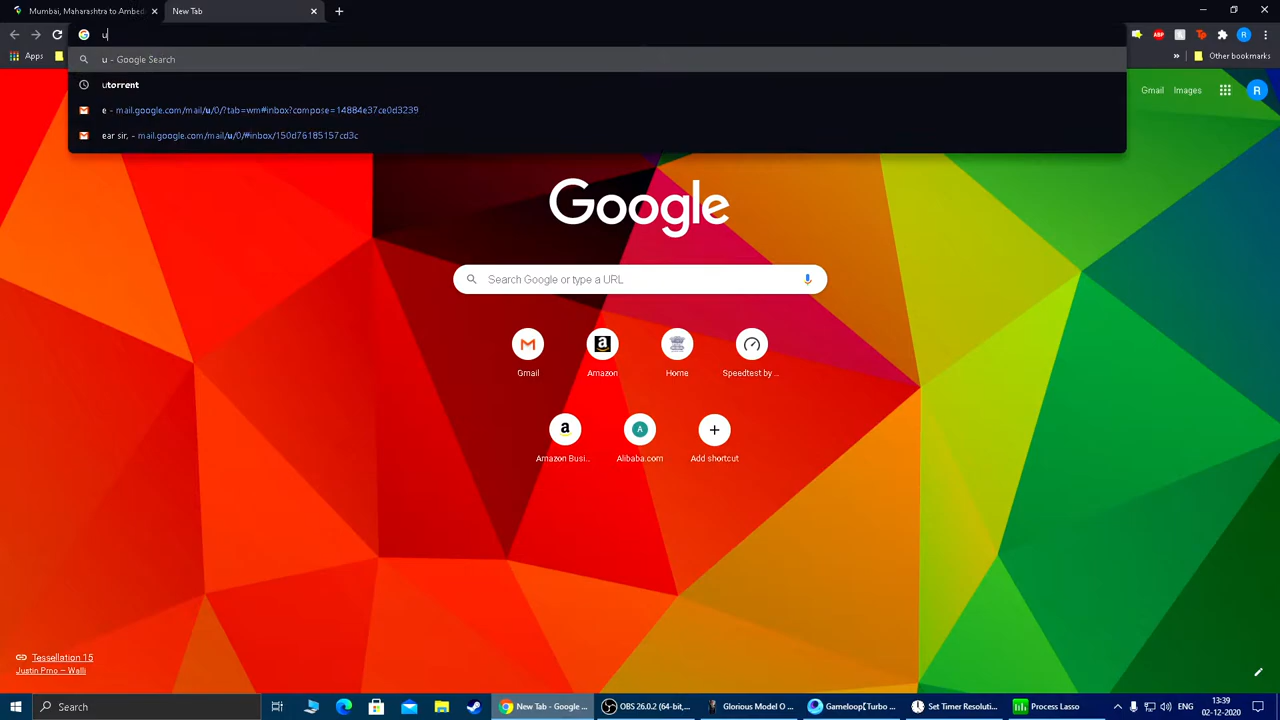 Mumbai, Maharashtra to Ambed
New Tab
u
Apps
Other bookmarks
R
u - Google Search
utorrent
e - mail.google.com/mail/u/0/?tab=wm#inbox?compose=14884e37ce0d3239
ear sir, - mail.google.com/mail/u/0/#inbox/150d76185157cd3c
ABP
Gmail
Images
R
Google
Search Google or type a URL
Gmail
Amazon
Home
Speedtest by ...
Amazon Busi...
Alibaba.com
Add shortcut
Tessellation 15
Justin Prno – Walli
Search
New Tab - Google ...
OBS 26.0.2 (64-bit,...
Glorious Model O ...
Gameloop[Turbo ...
Set Timer Resoluti...
Process Lasso
ENG
13:39
02-12-2020